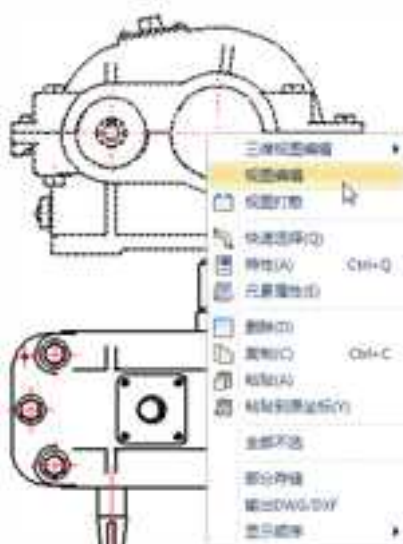 三维视图编辑
视图编辑
视图打散
快速选择(Q)
特性(A) Ctrl+Q
元素属性(E)
删除(D)
复制(C) Ctrl+C
粘贴(A)
粘贴到原坐标(Y)
全部不选
部分存储
输出DWG/DXF
显示顺序